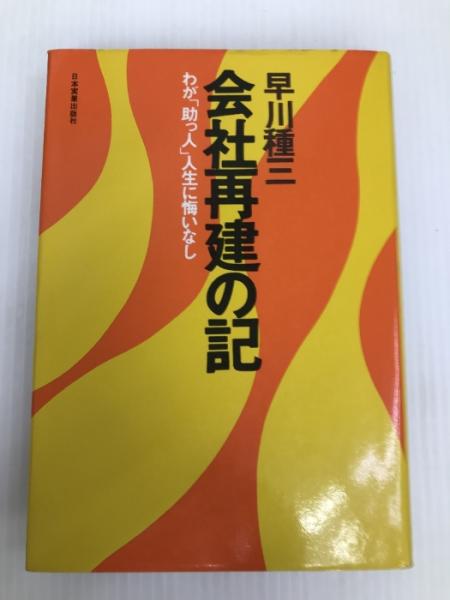 早川種三
会社再建の記
わが「助っ人」人生に悔いなし
日本実業出版社